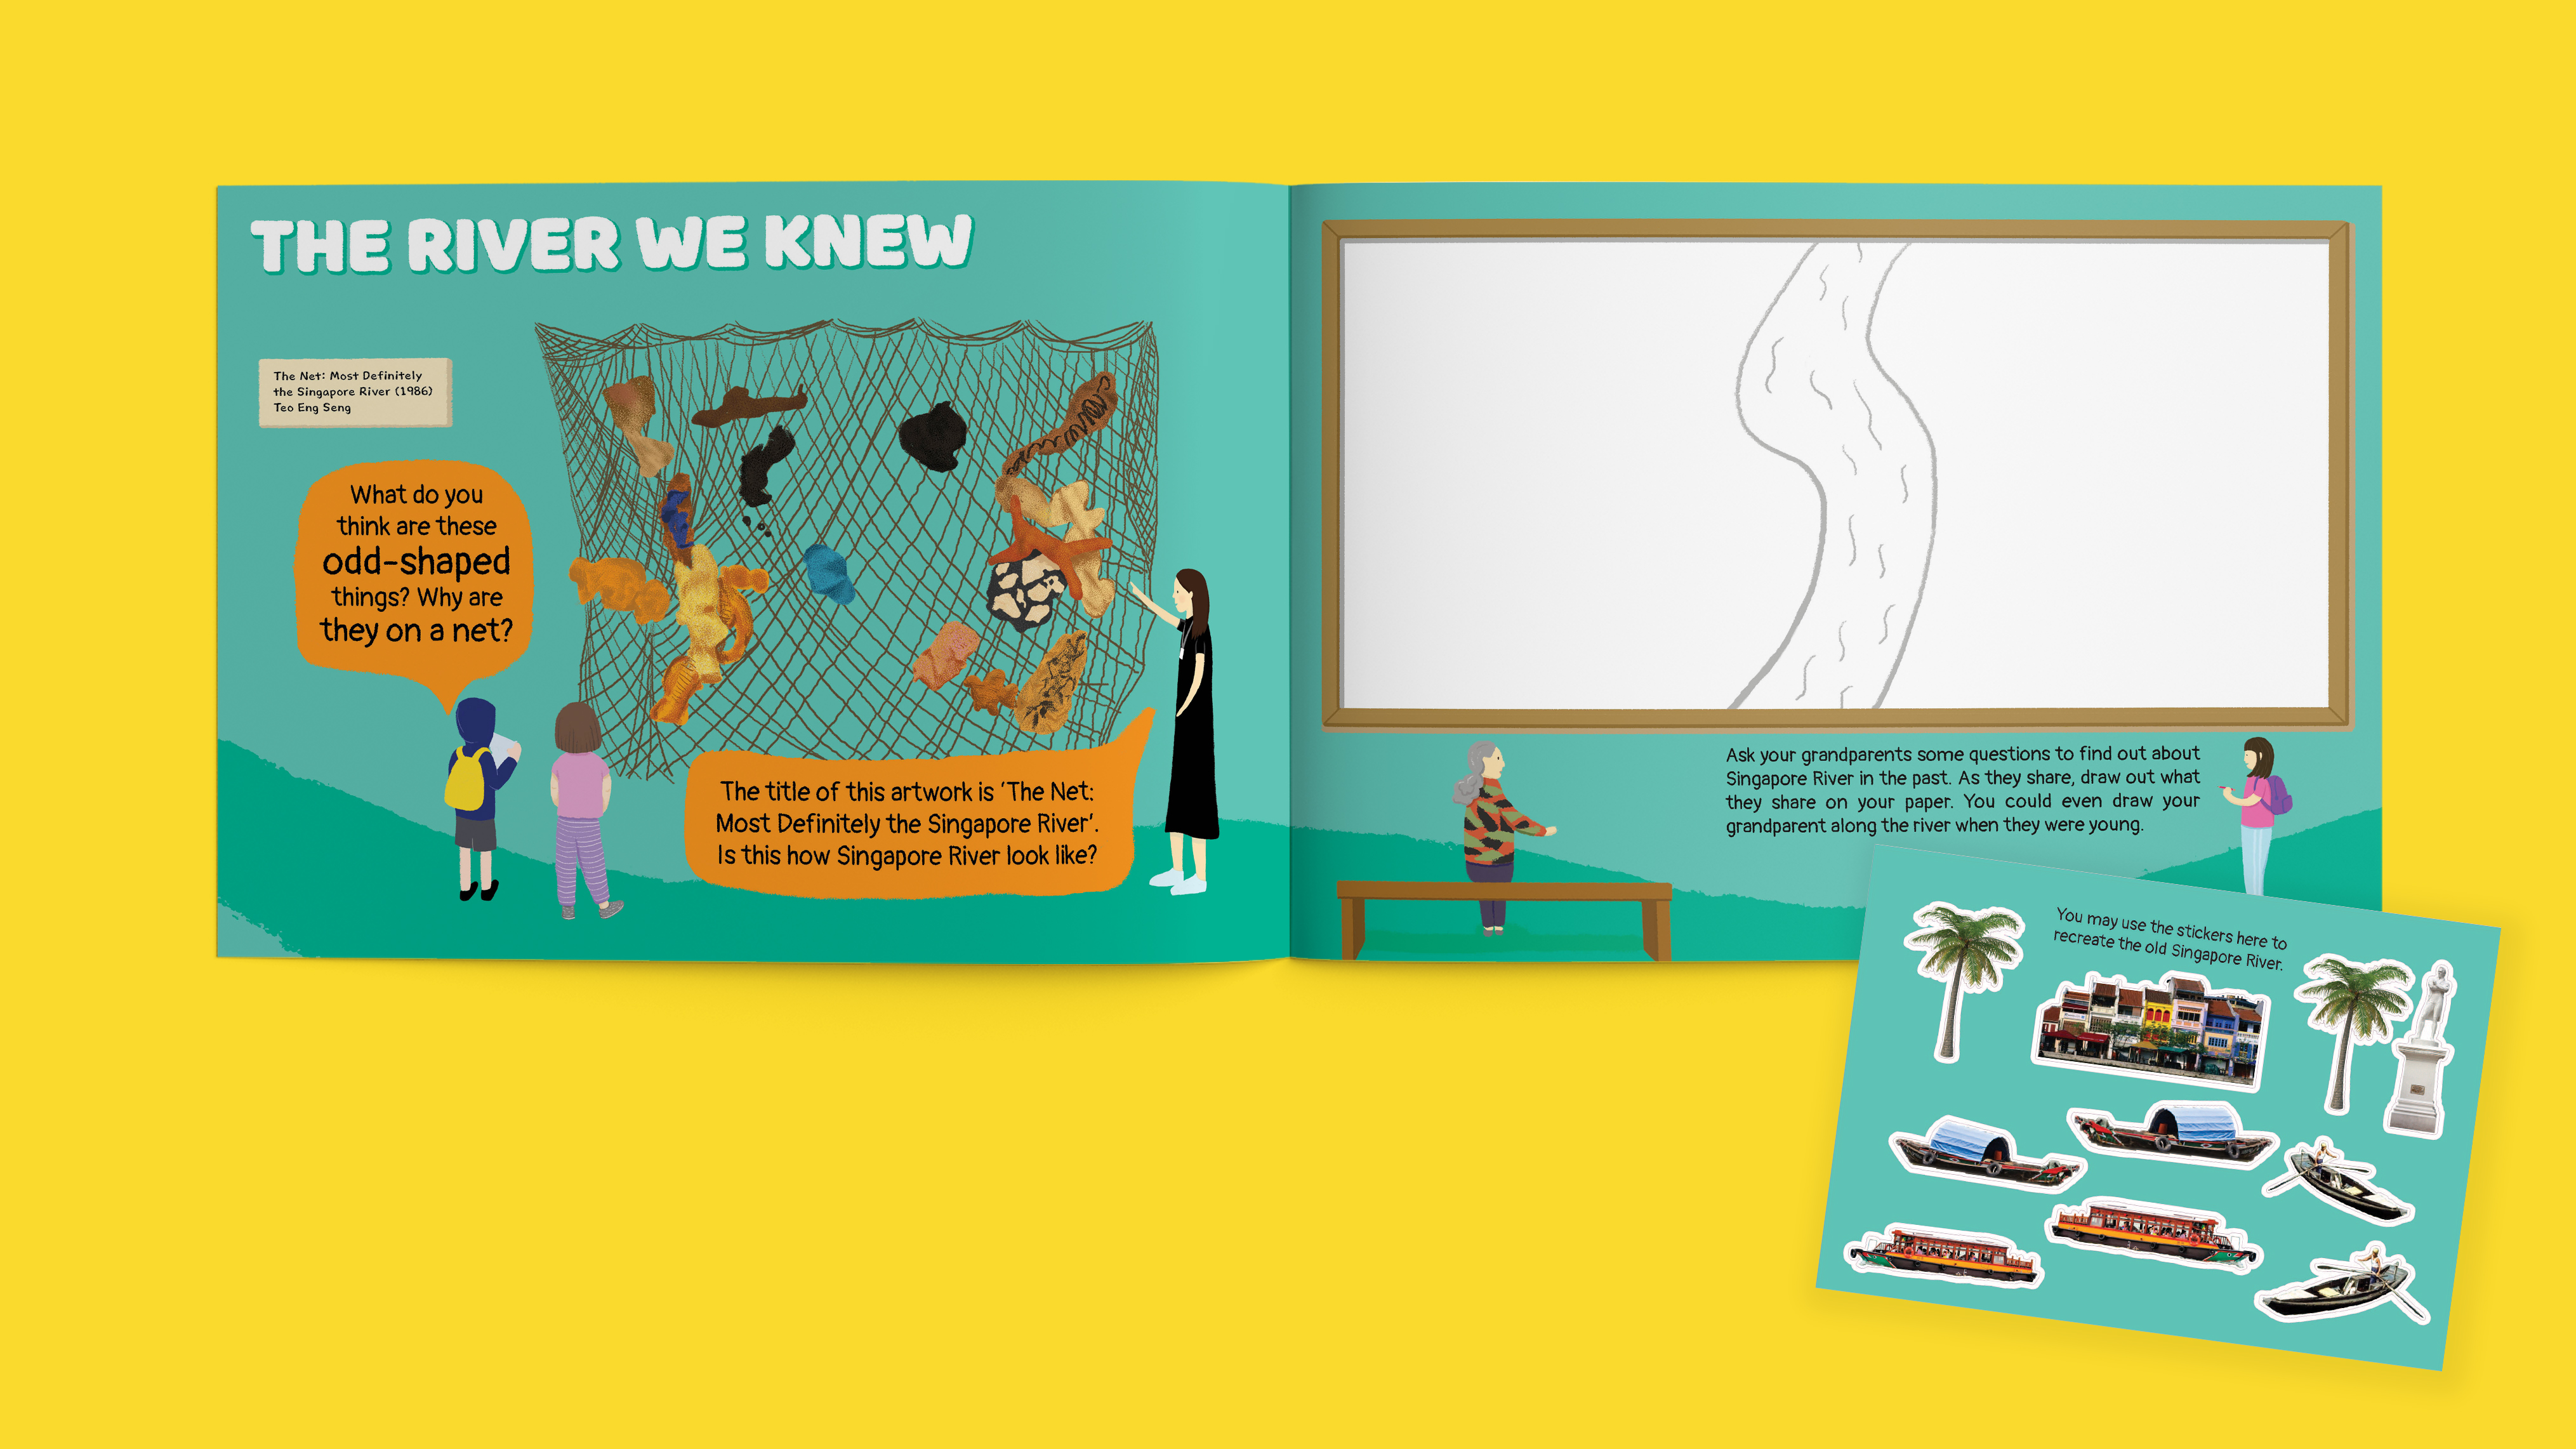 THE RIVER WE KNEW
The Net: Most Definitely
the Singapore River (1986)
Teo Eng Seng
What do you
think are these
odd-shaped
things? Why are
they on a net?
The title of this artwork is 'The Net:
Most Definitely the Singapore River'.
Is this how Singapore River look like?
Ask your grandparents some questions to find out about
Singapore River in the past. As they share, draw out what
they share on your paper. You could even draw your
grandparent along the river when they were young.
You may use the stickers here to
recreate the old Singapore River.